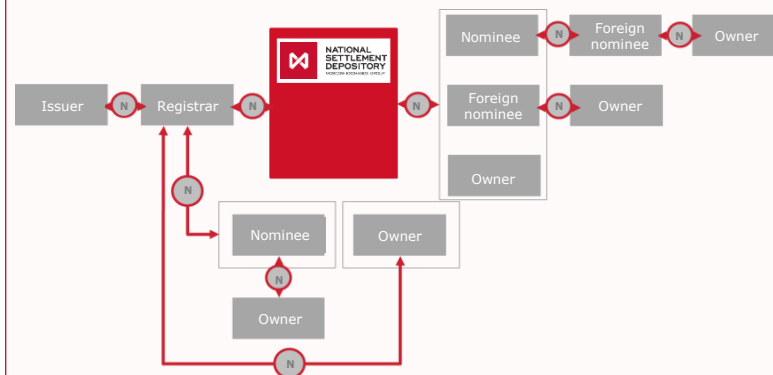 NATIONAL
SETTLEMENT
DEPOSITORY
MOSCOW EXCHANGE GROUP
Nominee
N
Foreign
nominee
N
Owner
Issuer
N
Registrar
N
N
Foreign
nominee
N
Owner
Owner
N
Nominee
Owner
N
Owner
N